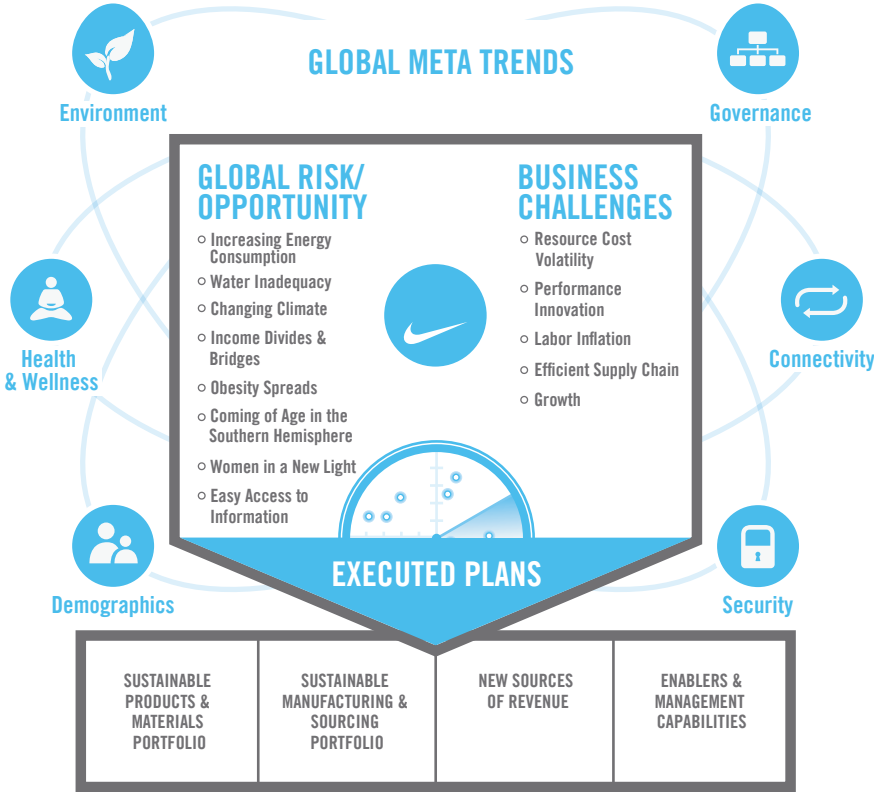 GLOBAL META TRENDS
Environment
Governance
GLOBAL RISK/
OPPORTUNITY
Increasing Energy
Consumption
Water Inadequacy
Changing Climate
Income Divides &
Bridges
Obesity Spreads
Coming of Age in the
Southern Hemisphere
Women in a New Light
Easy Access to
Information
BUSINESS
CHALLENGES
Resource Cost
Volatility
Performance
Innovation
Labor Inflation
Efficient Supply Chain
Growth
Health
& Wellness
Connectivity
Demographics
Security
EXECUTED PLANS
SUSTAINABLE
PRODUCTS &
MATERIALS
PORTFOLIO
SUSTAINABLE
MANUFACTURING &
SOURCING
PORTFOLIO
NEW SOURCES
OF REVENUE
ENABLERS &
MANAGEMENT
CAPABILITIES